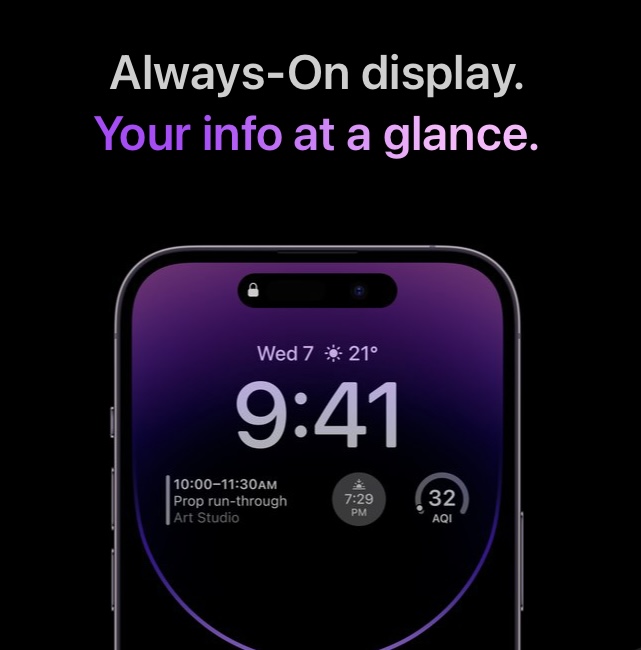 Always-On display.
Your info at a glance.
Wed 7 21°
9:41
10:00–11:30AM
Prop run-through
Art Studio
7:29
PM
32
AQI